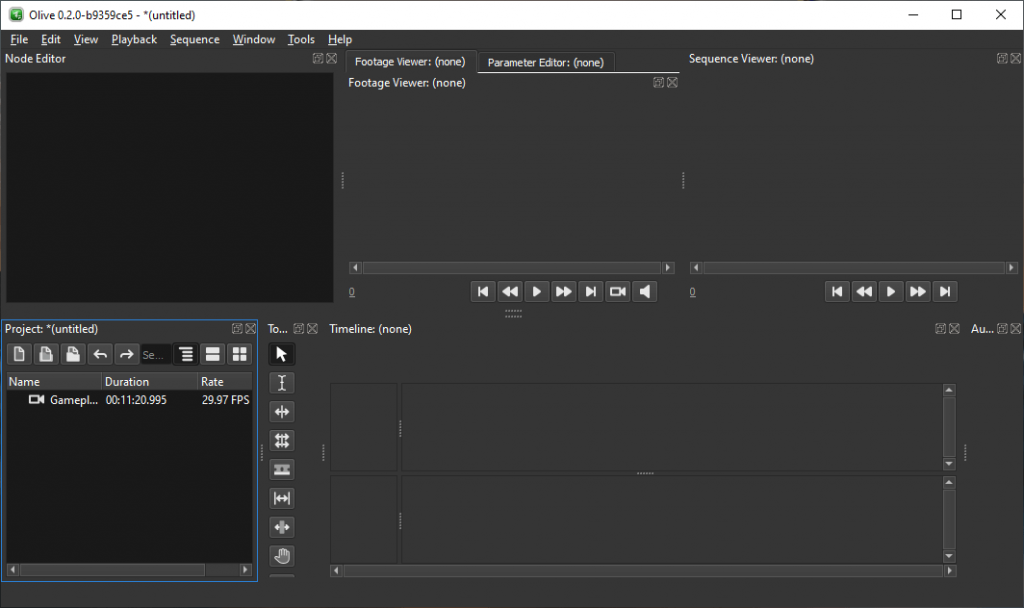 Olive 0.2.0-b9359ce5 - *(untitled)
File Edit View Playback Sequence Window Tools Help
Node Editor
Footage Viewer: (none) Parameter Editor: (none)
Footage Viewer: (none)
Sequence Viewer: (none)
0
0
Project: *(untitled)
To...
Timeline: (none)
Au...
Se...
Name Duration Rate
Gamepl... 00:11:20.995 29.97 FPS